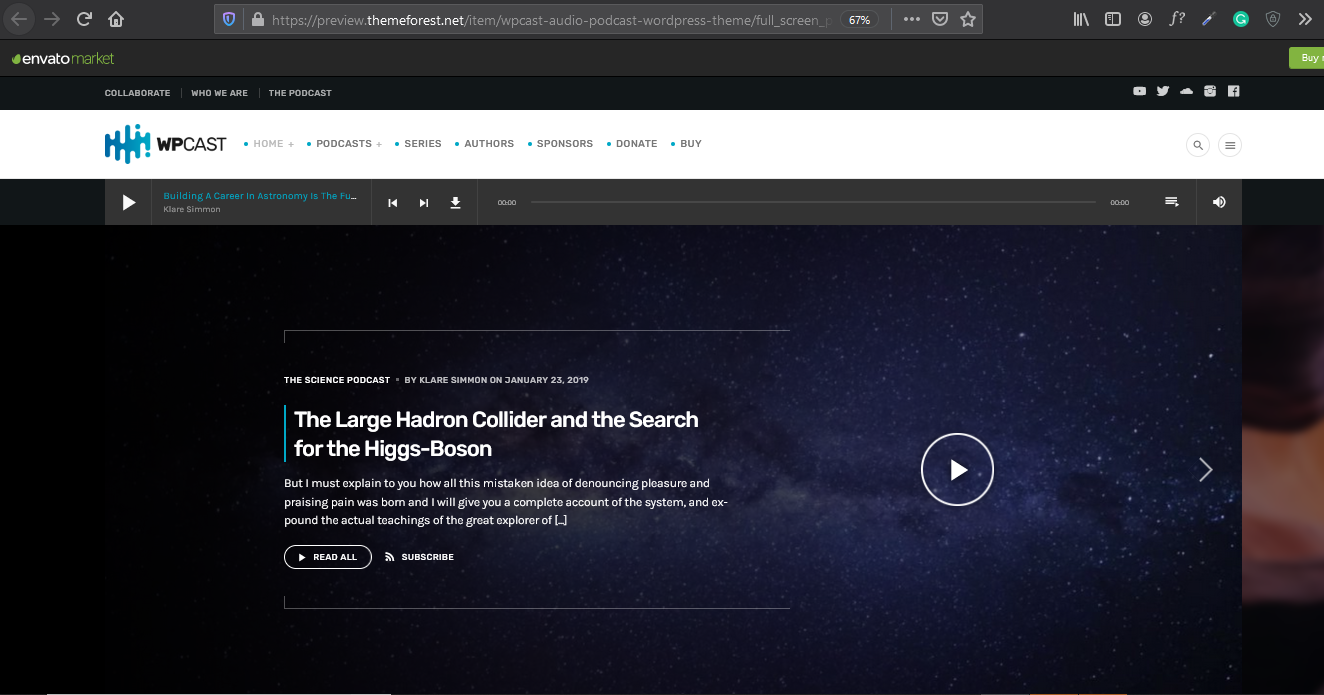 https://preview.themeforest.net/item/wpcast-audio-podcast-wordpress-theme/full_screen_p
67%
envatomarket
Buy
COLLABORATE
WHO WE ARE
THE PODCAST
WPCAST
HOME +
PODCASTS +
SERIES
AUTHORS
SPONSORS
DONATE
BUY
Building A Career In Astronomy Is The Fu...
Klare Simmon
00:00
00:00
THE SCIENCE PODCAST
BY KLARE SIMMON ON JANUARY 23, 2019
The Large Hadron Collider and the Search
for the Higgs-Boson
But I must explain to you how all this mistaken idea of denouncing pleasure and
praising pain was born and I will give you a complete account of the system, and ex-
pound the actual teachings of the great explorer of [...]
READ ALL
SUBSCRIBE